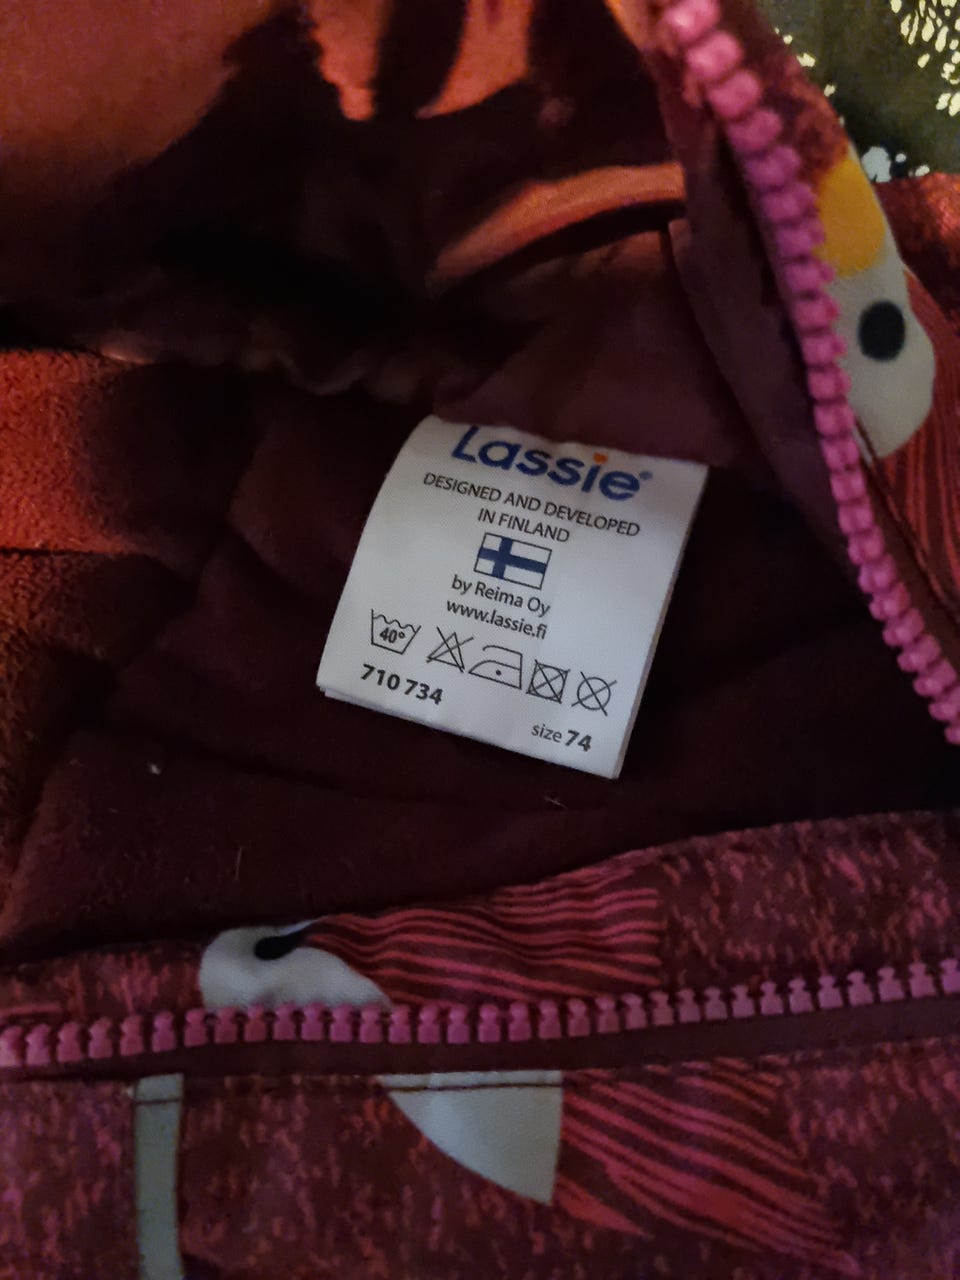 Lassie®
DESIGNED AND DEVELOPED
IN FINLAND
by Reima Oy
www.lassie.fi
40°
710 734
size 74